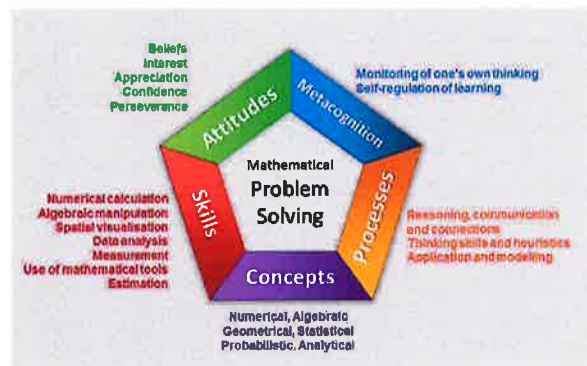 Beliefs
Interest
Appreciation
Confidence
Perseverance
Attitudes
Metacognition
Monitoring of one's own thinking
Self-regulation of learning
Mathematical
Problem
Solving
Skills
Numerical calculation
Algebraic manipulation
Spatial visualisation
Data analysis
Measurement
Use of mathematical tools
Estimation
Processes
Reasoning, communication
and connections
Thinking skills and heuristics
Application and modelling
Concepts
Numerical, Algebraic
Geometrical, Statistical
Probabilistic, Analytical